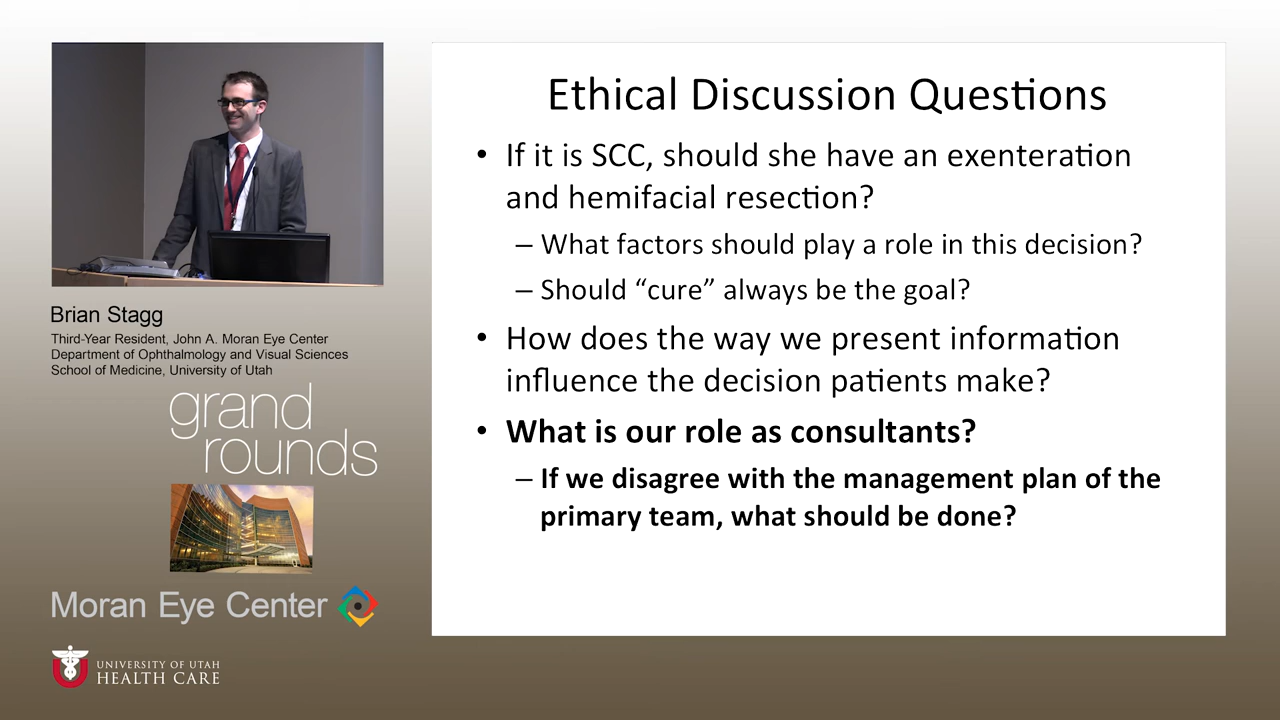 Brian Stagg
Third-Year Resident, John A. Moran Eye Center
Department of Ophthalmology and Visual Sciences
School of Medicine, University of Utah
grand
rounds
Moran Eye Center
UNIVERSITY OF UTAH
HEALTH CARE
Ethical Discussion Questions
• If it is SCC, should she have an exenteration
and hemifacial resection?
– What factors should play a role in this decision?
– Should “cure” always be the goal?
• How does the way we present information
influence the decision patients make?
• What is our role as consultants?
– If we disagree with the management plan of the
primary team, what should be done?